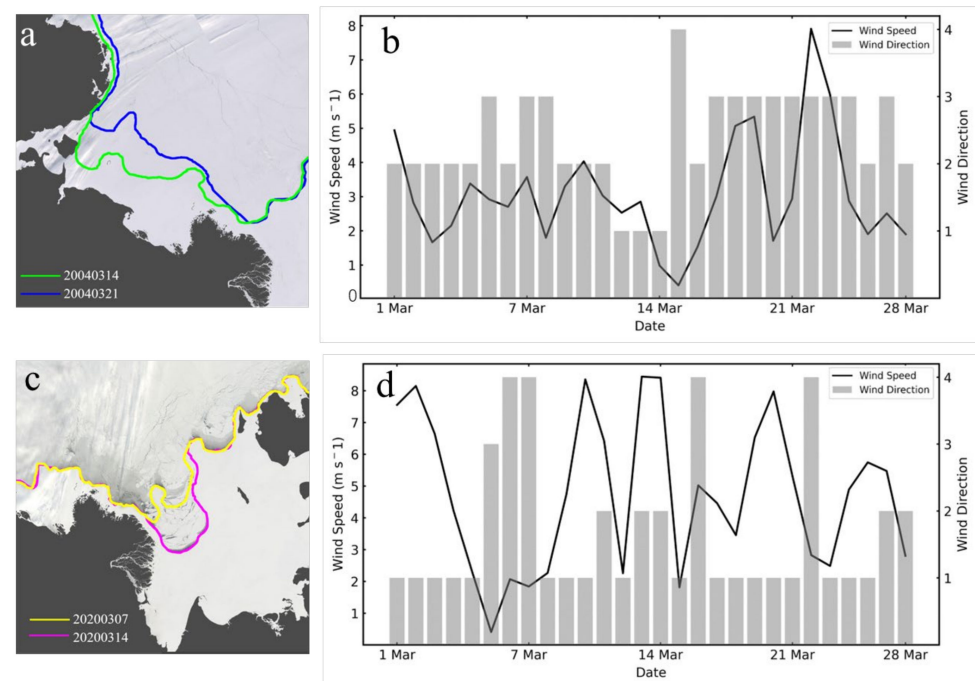 a
20040314
20040321
b
Wind Speed
Wind Direction
8
7
6
5
4
3
2
1
0
4
3
2
1
Wind Speed (m s − 1)
Wind Direction
1 Mar 7 Mar 14 Mar 21 Mar 28 Mar
Date
c
20200307
20200314
d
Wind Speed
Wind Direction
8
7
6
5
4
3
2
1
4
3
2
1
Wind Speed (m s − 1)
Wind Direction
1 Mar 7 Mar 14 Mar 21 Mar 28 Mar
Date